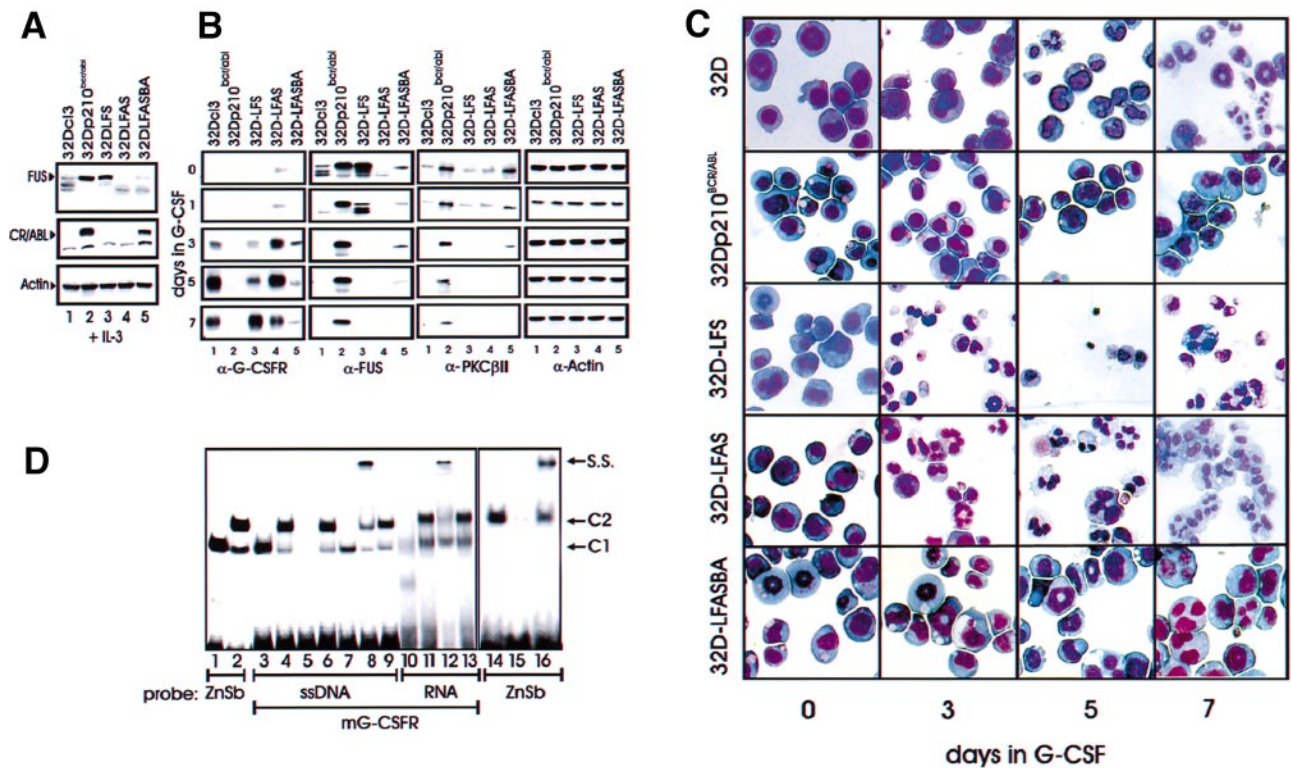 A
32Dcl3
32Dp210bcr/abl
32DLFS
32DLFAS
32D-LFASBA
FUS
CR/ABL
Actin
1 2 3 4 5
+ IL-3
B
32Dcl3
32Dp210bcr/abl
32D-LFS
32D-LFAS
32D-LFASBA
32Dcl3
32Dp210bcr/abl
32D-LFS
32D-LFAS
32D-LFASBA
32Dcl3
32Dp210bcr/abl
32D-LFS
32D-LFAS
32D-LFASBA
32Dcl3
32Dp210bcr/abl
32D-LFS
32D-LFAS
32D-LFASBA
days in G-CSF
0
1
3
5
7
1 2 3 4 5
1 2 3 4 5
1 2 3 4 5
1 2 3 4 5
α-G-CSFR
α-FUS
α-PKCβII
α-Actin
C
32D
32Dp210BCR/ABL
32D-LFS
32D-LFAS
32D-LFASBA
0 3 5 7
days in G-CSF
D
S.S.
C2
C1
1 2 3 4 5 6 7 8 9 10 11 12 13 14 15 16
probe: ZnSb ssDNA RNA ZnSb
mG-CSFR